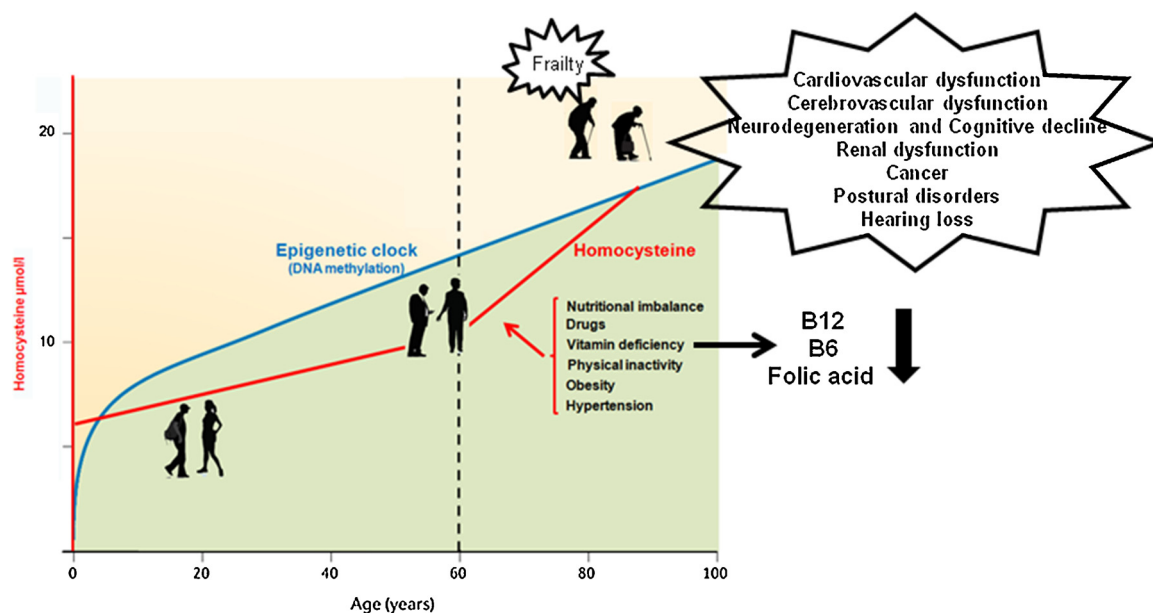 Frailty
Cardiovascular dysfunction
Cerebrovascular dysfunction
Neurodegeneration and Cognitive decline
Renal dysfunction
Cancer
Postural disorders
Hearing loss
20
10
Homocysteine µmol/l
Epigenetic clock
(DNA methylation)
Homocysteine
Nutritional imbalance
Drugs
Vitamin deficiency
Physical inactivity
Obesity
Hypertension
B12
B6
Folic acid
0 20 40 60 80 100
Age (years)